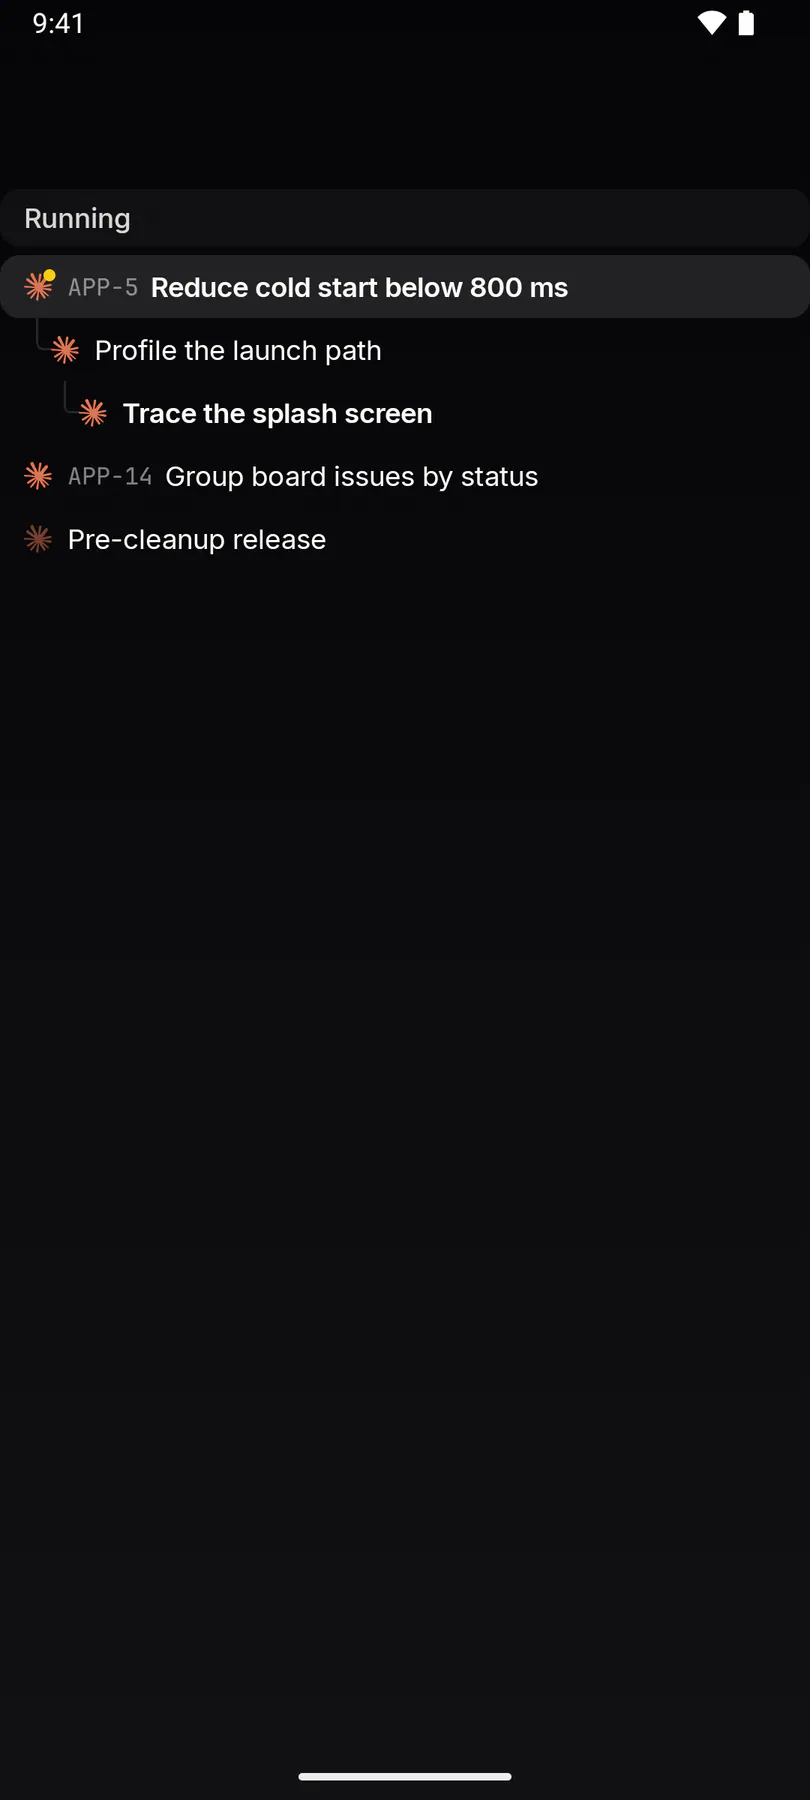 9:41
Running
APP-5 Reduce cold start below 800 ms
Profile the launch path
Trace the splash screen
APP-14 Group board issues by status
Pre-cleanup release